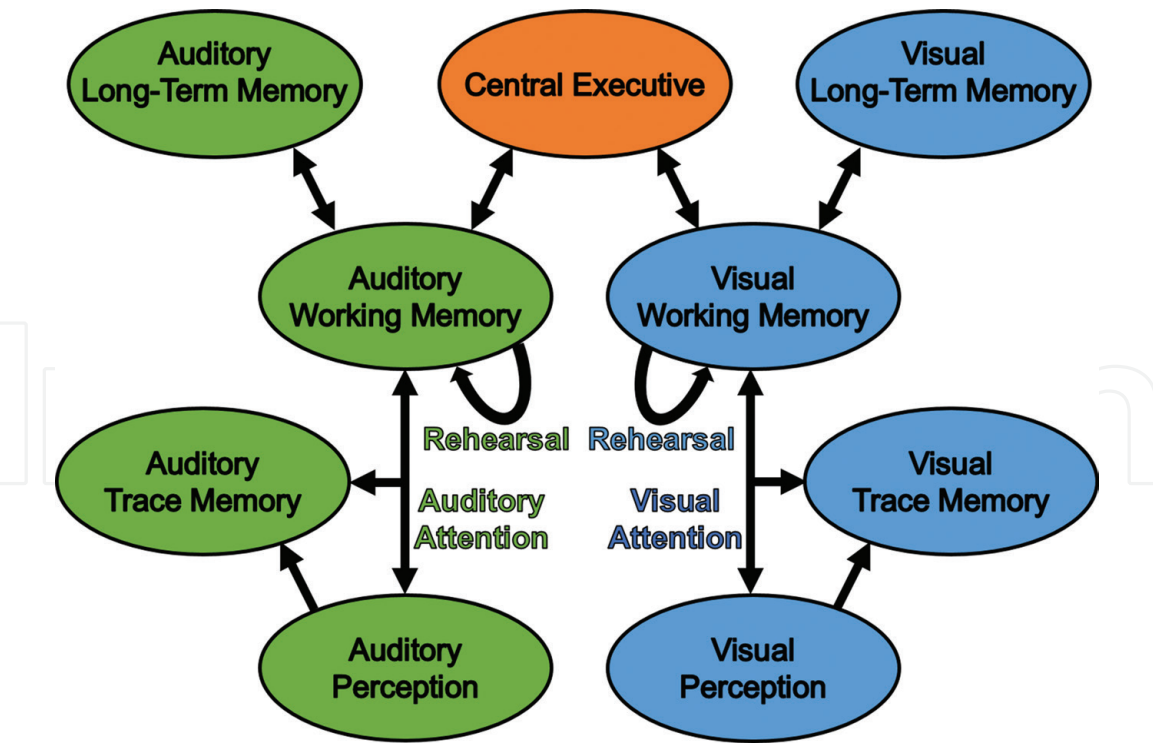 Auditory
Long-Term Memory
Central Executive
Visual
Long-Term Memory
Auditory
Working Memory
Visual
Working Memory
Rehearsal
Rehearsal
Auditory
Trace Memory
Auditory
Attention
Visual
Attention
Visual
Trace Memory
Auditory
Perception
Visual
Perception